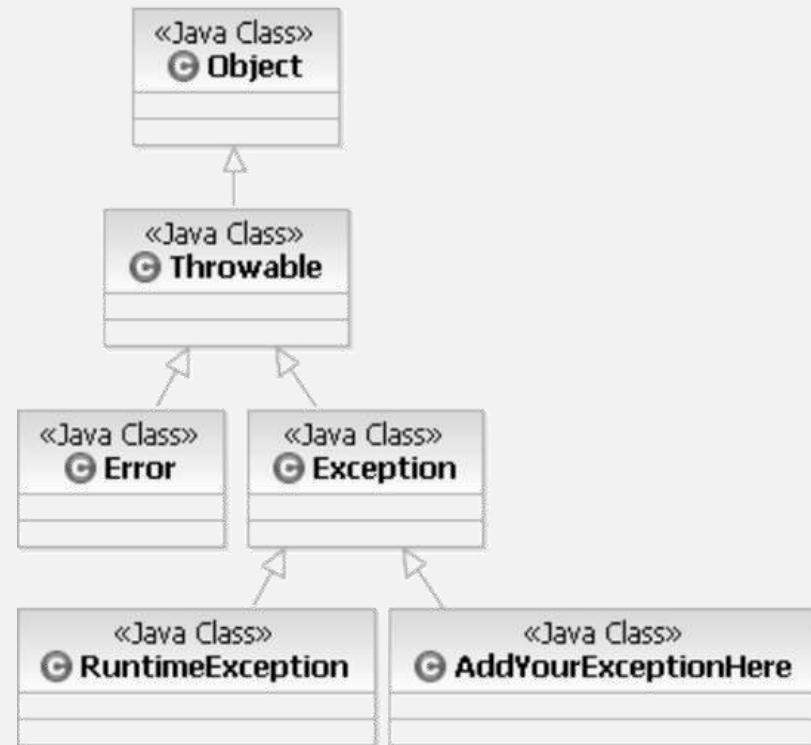 «Java Class»
C Object
«Java Class»
C Throwable
«Java Class»
C Error
«Java Class»
C Exception
«Java Class»
C RuntimeException
«Java Class»
C AddYourExceptionHere